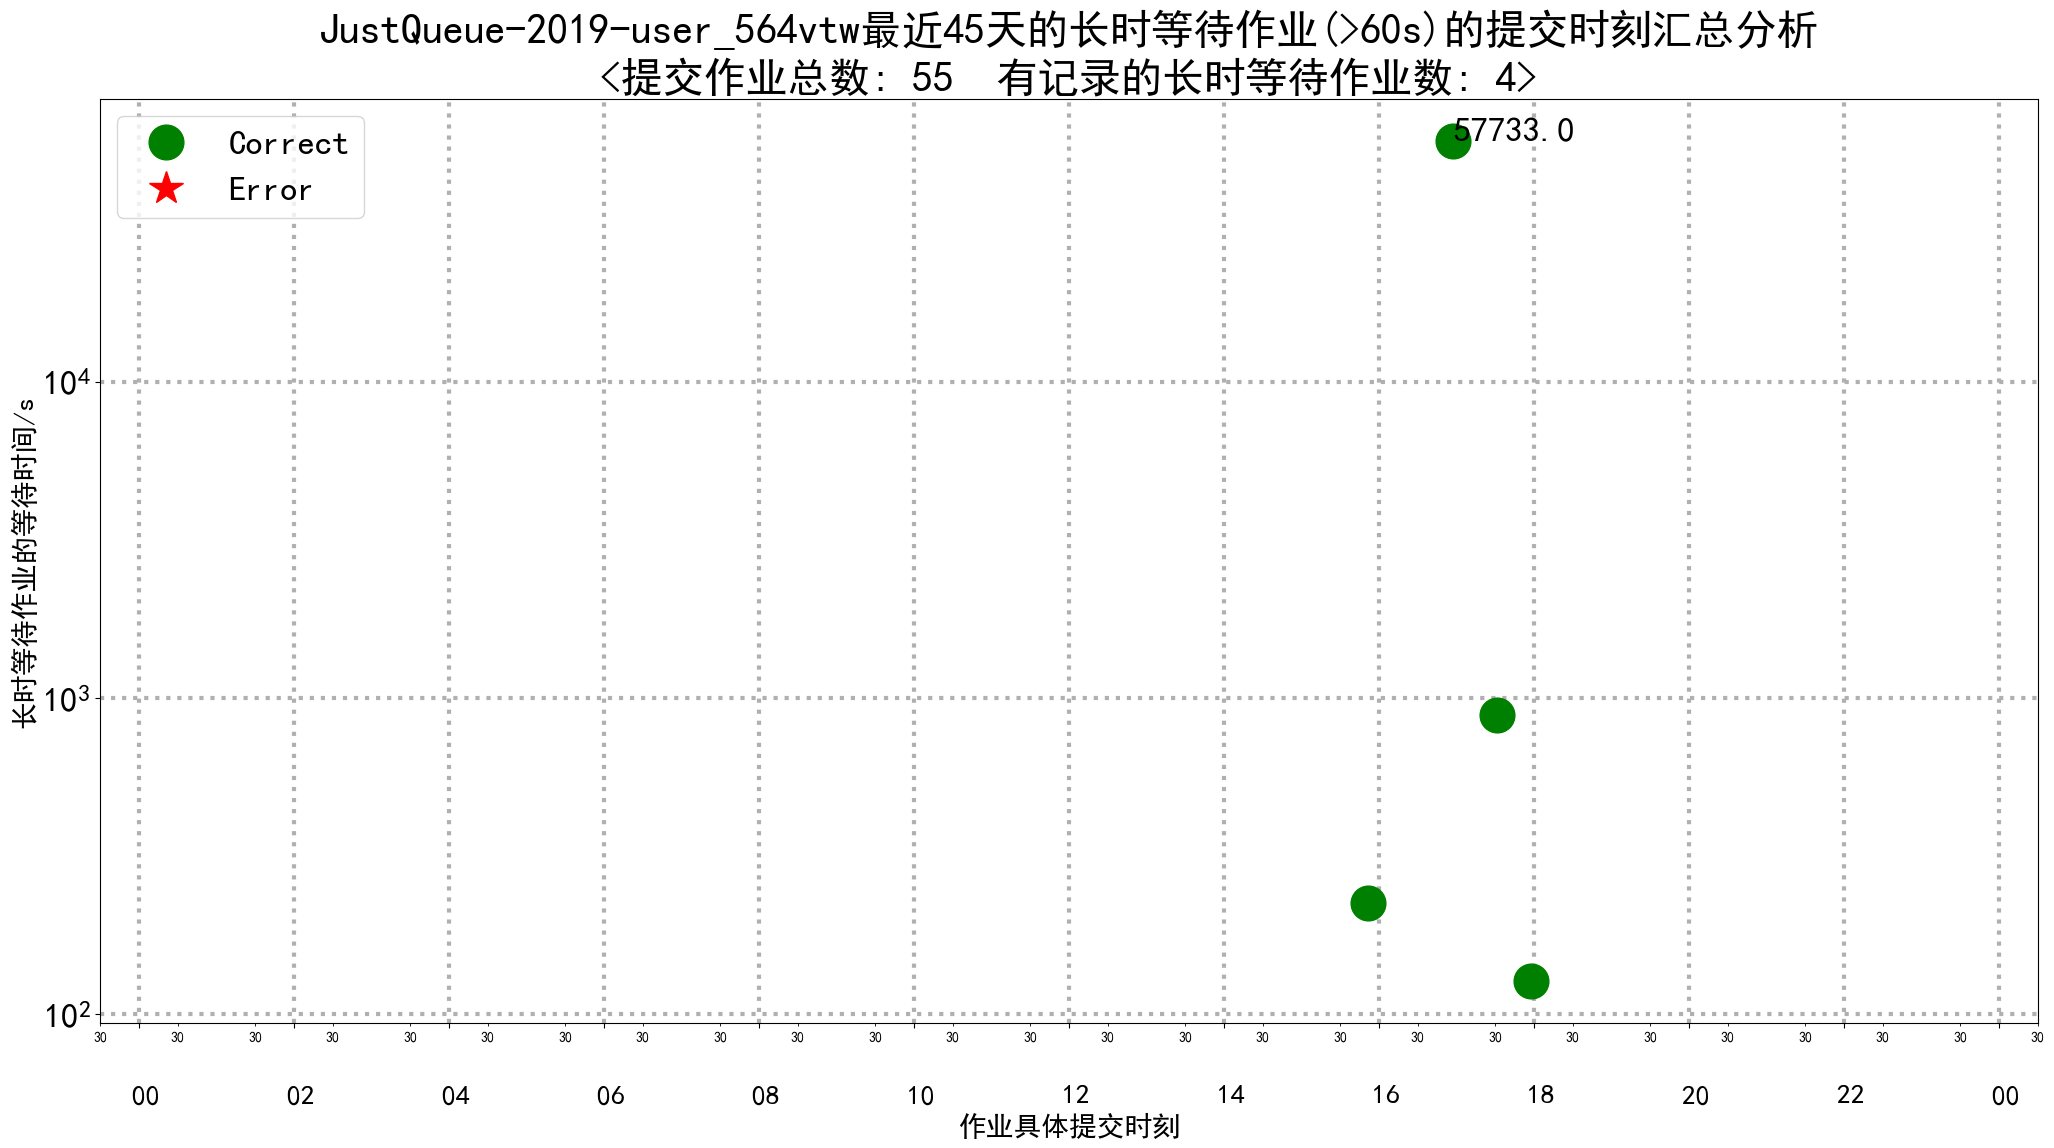 JustQueue-2019-user_564vtw最近45天的长时等待作业(>60s)的提交时刻汇总分析
<提交作业总数: 55  有记录的长时等待作业数: 4>
Correct
Error
57733.0
长时等待作业的等待时间/s
10⁴
10³
10²
30 30 30 30 30 30 30 30 30 30 30 30 30 30 30 30 30 30 30 30 30 30 30 30 30 30
00 02 04 06 08 10 12 14 16 18 20 22 00
作业具体提交时刻